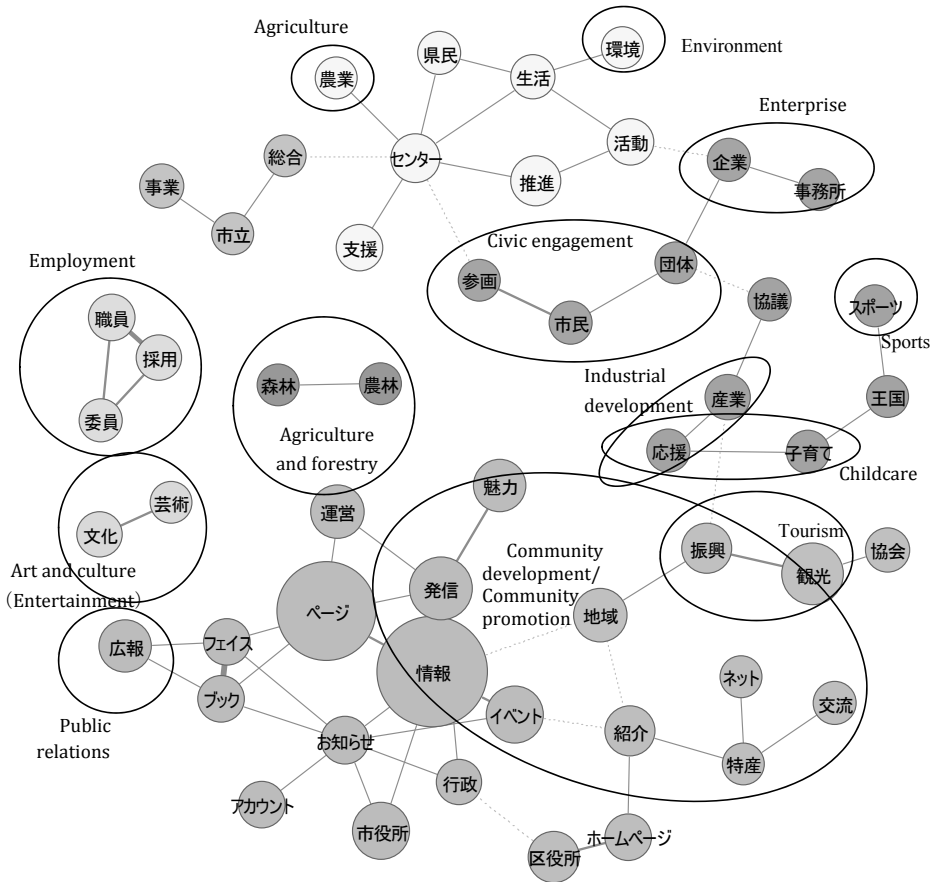 Agriculture
県民
環境
Environment
農業
生活
Enterprise
総合
センター
活動
企業
事業
推進
事務所
市立
支援
Civic engagement
団体
Employment
参画
協議
スポーツ
職員
市民
Sports
採用
森林
農林
Industrial
development
産業
王国
委員
Agriculture
and forestry
応援
子育て
Childcare
魅力
芸術
運営
文化
Community
development/
Community
promotion
振興
Tourism
協会
観光
Art and culture
（Entertainment）
発信
ページ
地域
広報
フェイス
情報
ネット
ブック
イベント
交流
Public
relations
お知らせ
紹介
特産
行政
アカウント
市役所
ホームページ
区役所